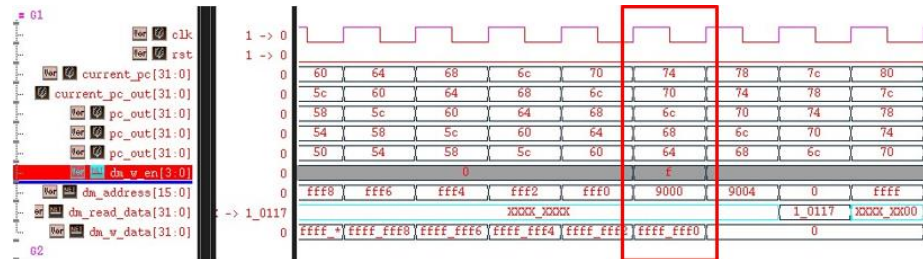 G1
clk 1 -> 0
rst 1 -> 0
current_pc[31:0] 0 60 64 68 6c 70 74 78 7c 80
current_pc_out[31:0] 0 5c 60 64 68 6c 70 74 78 7c
pc_out[31:0] 0 58 5c 60 64 68 6c 70 74 78
pc_out[31:0] 0 54 58 5c 60 64 68 6c 70 74
pc_out[31:0] 0 50 54 58 5c 60 64 68 6c 70
dm_w_en[3:0] 0 0 f
dm_address[15:0] 0 fff8 fff6 fff4 fff2 fff0 9000 9004 0 ffff
dm_read_data[31:0] -> 1_0117 XXXX_XXXX 1_0117 XXXX_XX00
dm_w_data[31:0] 0 ffff_* ffff_fff8 ffff_fff6 ffff_fff4 ffff_fff2 ffff_fff0 0
G2